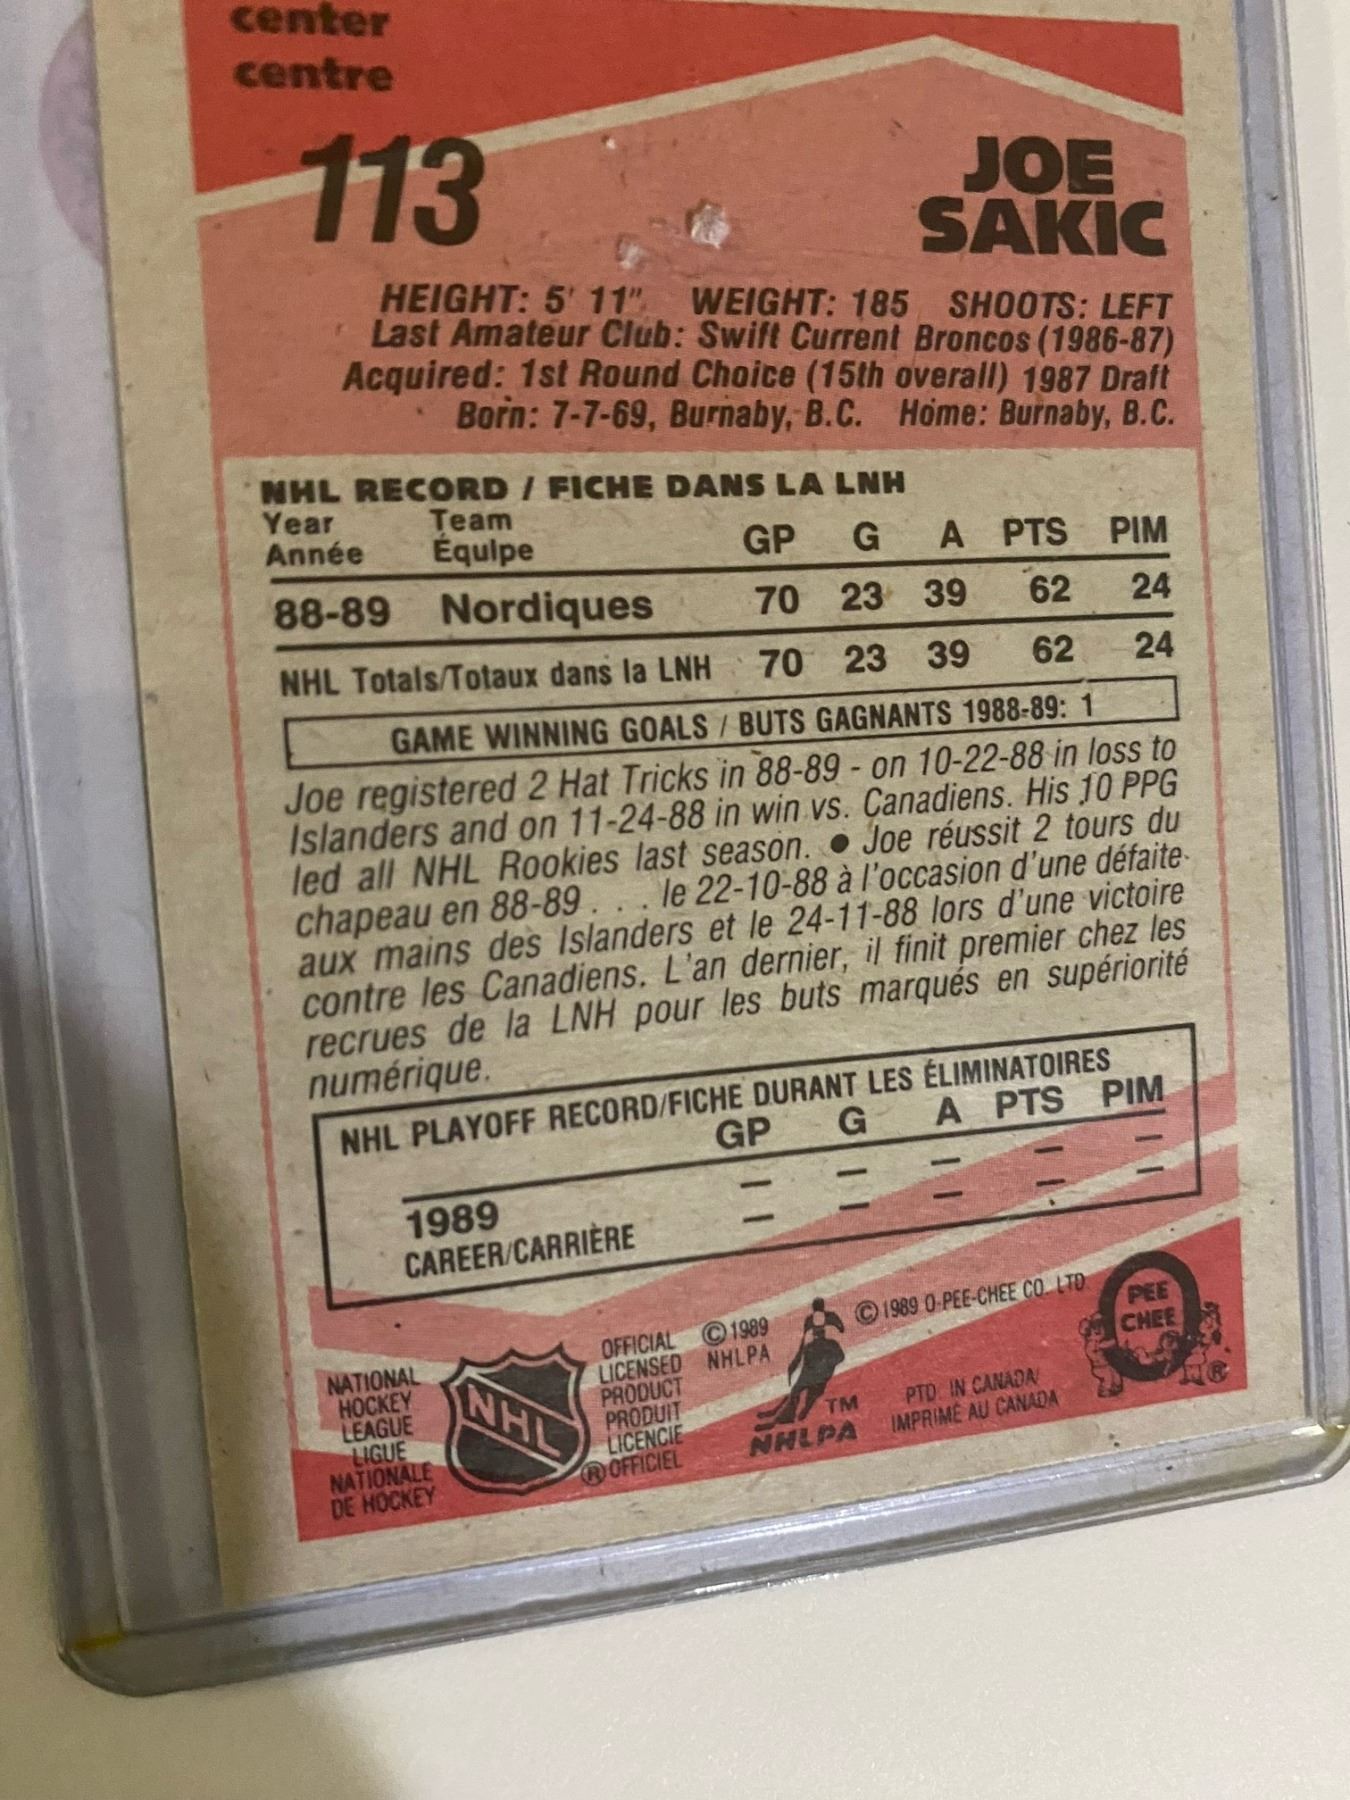 center
centre
113
JOE
SAKIC
HEIGHT: 5' 11" WEIGHT: 185 SHOOTS: LEFT
Last Amateur Club: Swift Current Broncos (1986-87)
Acquired: 1st Round Choice (15th overall) 1987 Draft
Born: 7-7-69, Burnaby, B.C. Home: Burnaby, B.C.
NHL RECORD / FICHE DANS LA LNH
Year Team
Année Équipe GP G A PTS PIM
88-89 Nordiques 70 23 39 62 24
NHL Totals/Totaux dans la LNH 70 23 39 62 24
GAME WINNING GOALS / BUTS GAGNANTS 1988-89: 1
Joe registered 2 Hat Tricks in 88-89 - on 10-22-88 in loss to
Islanders and on 11-24-88 in win vs. Canadiens. His 10 PPG
led all NHL Rookies last season. ● Joe réussit 2 tours du
chapeau en 88-89 . . . le 22-10-88 à l'occasion d'une défaite
aux mains des Islanders et le 24-11-88 lors d'une victoire
contre les Canadiens. L'an dernier, il finit premier chez les
recrues de la LNH pour les buts marqués en supériorité
numérique.
NHL PLAYOFF RECORD/FICHE DURANT LES ÉLIMINATOIRES
GP G A PTS PIM
1989 — — — — —
CAREER/CARRIÈRE — — — — —
NATIONAL
HOCKEY
LEAGUE
LIGUE
NATIONALE
DE HOCKEY
NHL
OFFICIAL
LICENSED
PRODUCT
PRODUIT
LICENCIE
® OFFICIEL
© 1989
NHLPA
TM
NHLPA
© 1989 O-PEE-CHEE CO. LTD
PTD. IN CANADA/
IMPRIMÉ AU CANADA
O
PEE
CHEE
®